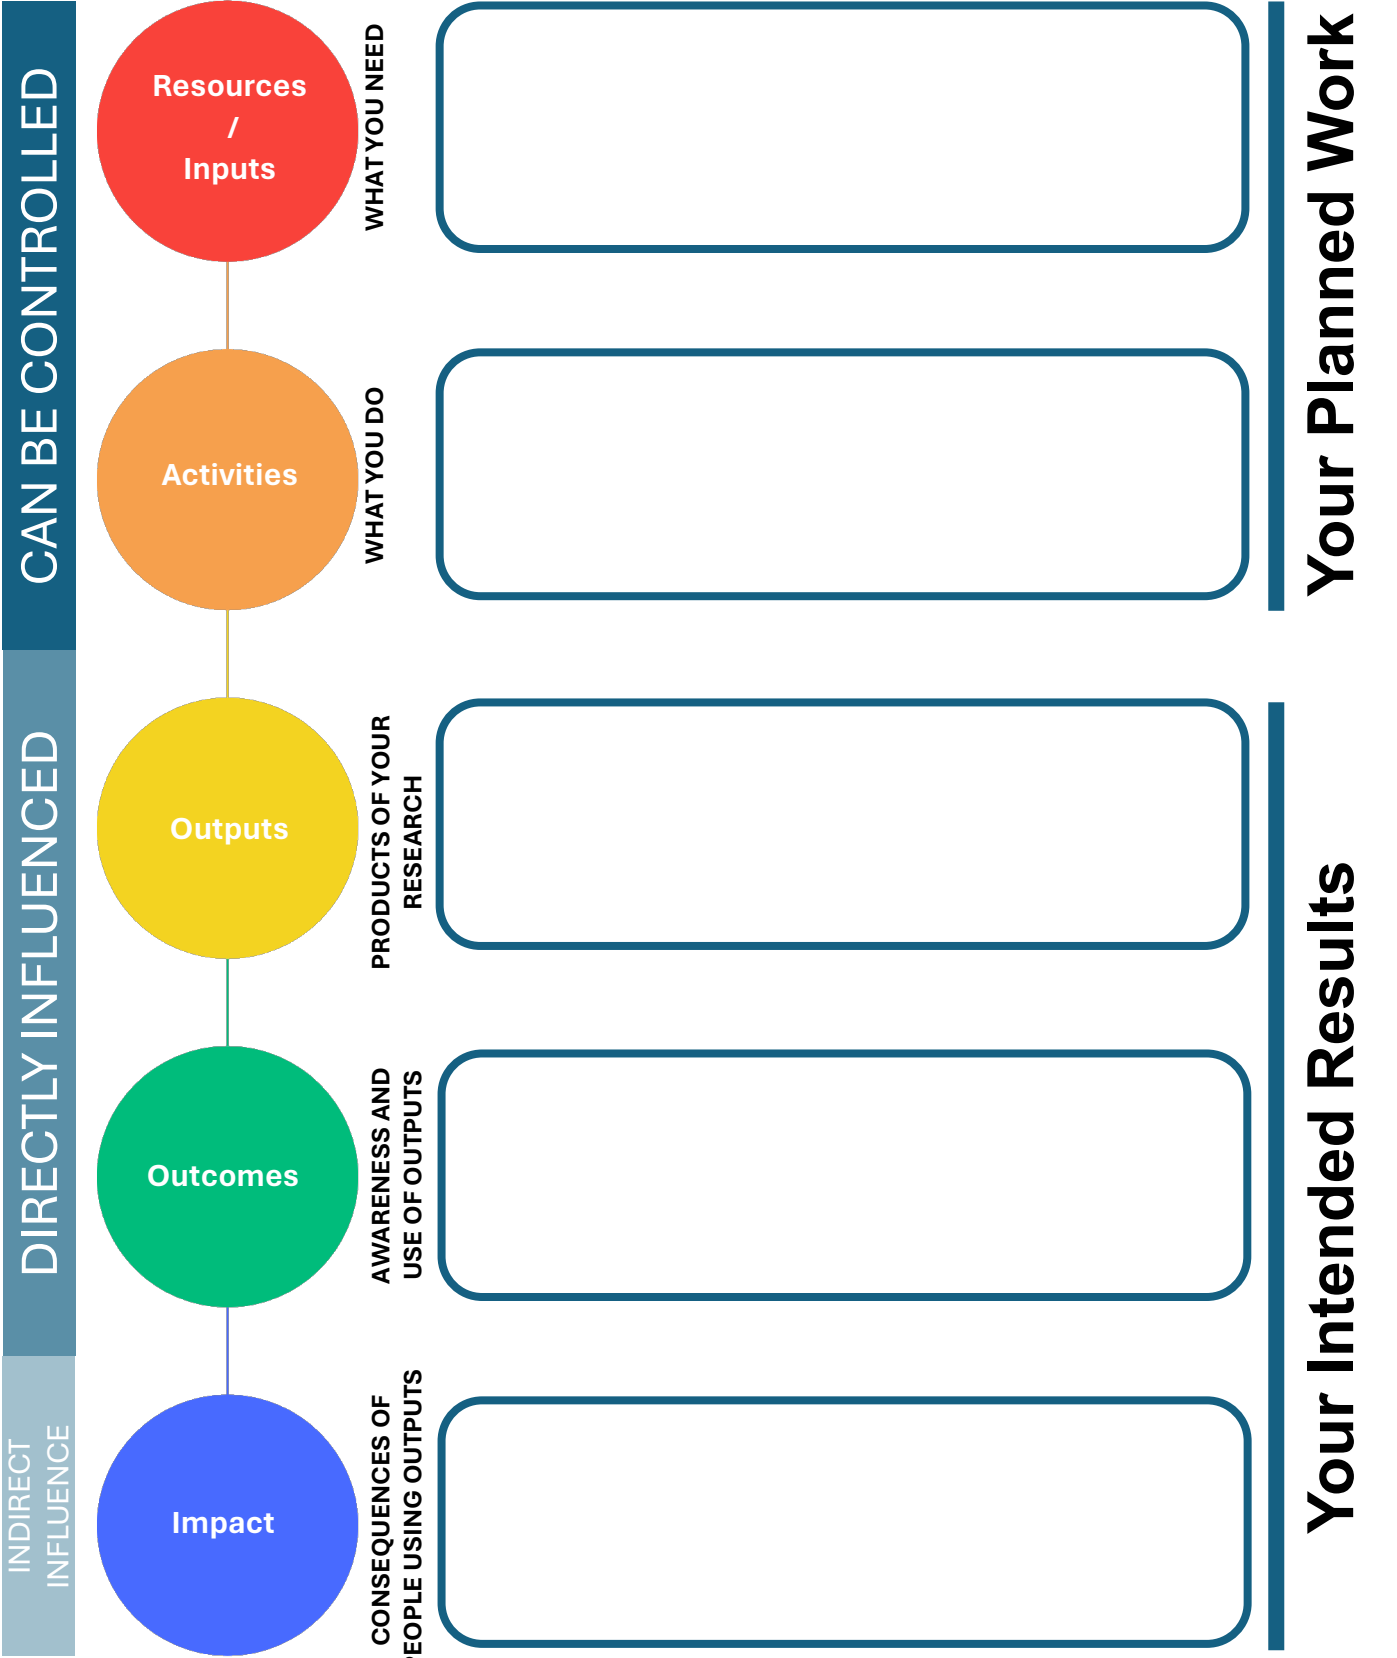 CAN BE CONTROLLED
Resources
/
Inputs
WHAT YOU NEED
Your Planned Work
Activities
WHAT YOU DO
DIRECTLY INFLUENCED
Outputs
PRODUCTS OF YOUR
RESEARCH
Your Intended Results
Outcomes
AWARENESS AND
USE OF OUTPUTS
INDIRECT
INFLUENCE
Impact
CONSEQUENCES OF
PEOPLE USING OUTPUTS